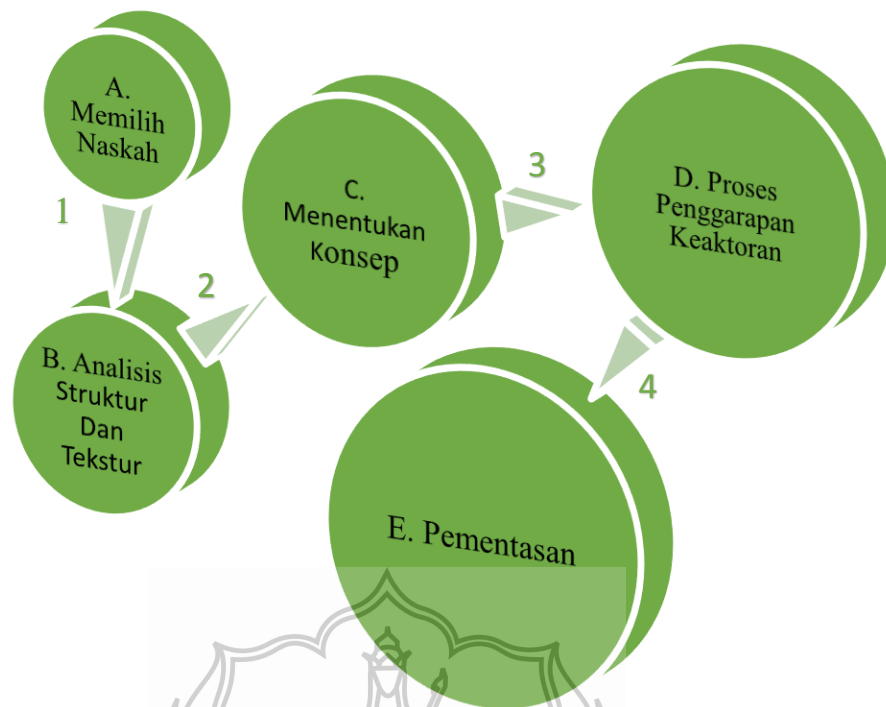 A.
Memilih
Naskah
1
B. Analisis
Struktur
Dan
Tekstur
2
C.
Menentukan
Konsep
3
D. Proses
Penggarapan
Keaktoran
4
E. Pementasan